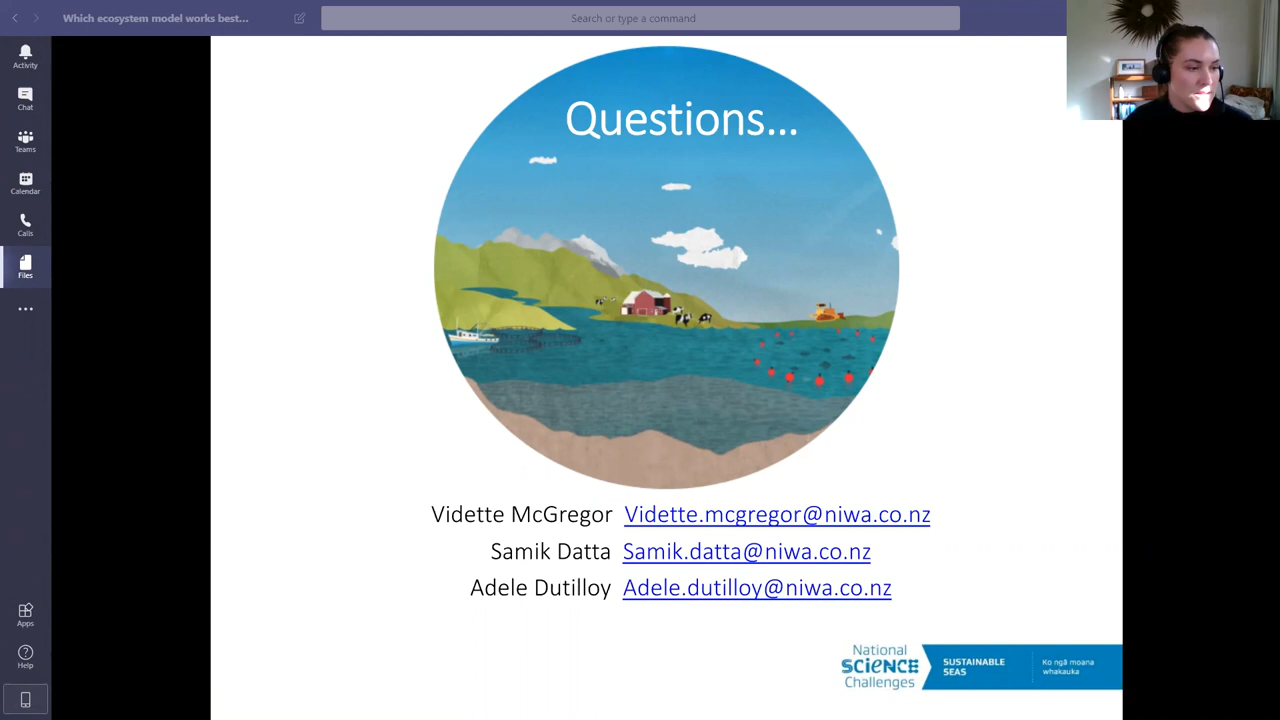 Which ecosystem model works best...
Search or type a command
Activity
Chat
Teams
Calendar
Calls
Files
Apps
Help
Questions...
Vidette McGregor Vidette.mcgregor@niwa.co.nz
Samik Datta Samik.datta@niwa.co.nz
Adele Dutilloy Adele.dutilloy@niwa.co.nz
National
SCIENCE
Challenges
SUSTAINABLE
SEAS
Ko ngā moana
whakauka